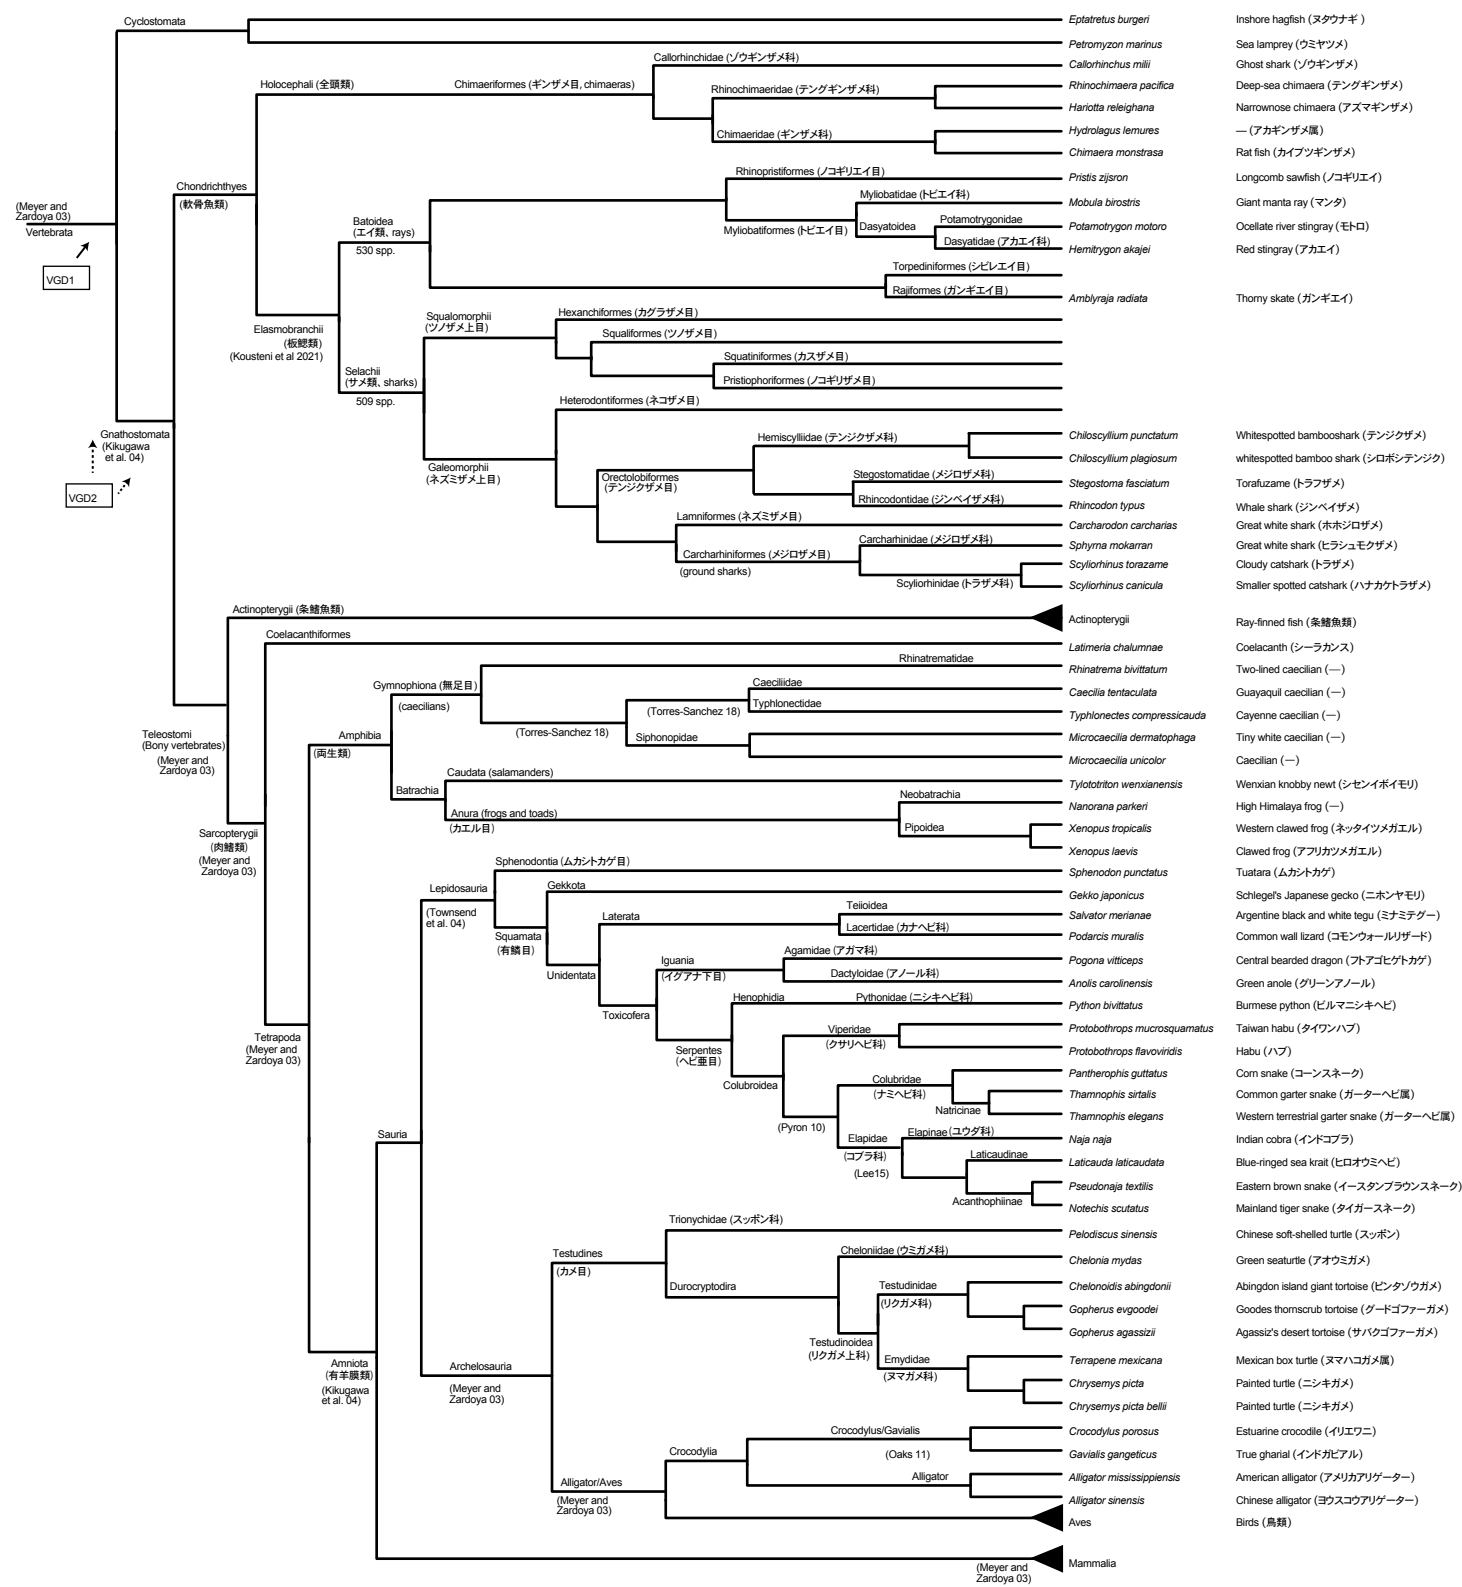 Cyclostomata
Eptatretus burgeri Inshore hagfish (ヌタウナギ )
Petromyzon marinus Sea lamprey (ウミヤツメ)
Callorhinchidae (ゾウギンザメ科)
Holocephali (全頭類) Chimaeriformes (ギンザメ目, chimaeras)
Callorhinchus milii Ghost shark (ゾウギンザメ)
Rhinochimaeridae (テングギンザメ科)
Rhinochimaera pacifica Deep-sea chimaera (テングギンザメ)
Hariotta releighana Narrownose chimaera (アズマギンザメ)
Chimaeridae (ギンザメ科)
Hydrolagus lemures — (アカギンザメ属)
Chimaera monstrasa Rat fish (カイブツギンザメ)
Rhinopristiformes (ノコギリエイ目)
Pristis zijsron Longcomb sawfish (ノコギリエイ)
Chondrichthyes
(軟骨魚類)
Myliobatidae (トビエイ科)
Mobula birostris Giant manta ray (マンタ)
(Meyer and
Zardoya 03)
Vertebrata
Batoidea
(エイ類、rays)
530 spp.
Myliobatiformes (トビエイ目)
Dasyatoidea
Potamotrygonidae
Potamotrygon motoro Ocellate river stingray (モトロ)
Dasyatidae (アカエイ科)
Hemitrygon akajei Red stingray (アカエイ)
VGD1
Torpediniformes (シビレエイ目)
Rajiformes (ガンギエイ目)
Amblyraja radiata Thorny skate (ガンギエイ)
Elasmobranchii
(板鰓類)
(Kousteni et al 2021)
Squalomorphii
(ツノザメ上目)
Hexanchiformes (カグラザメ目)
Squaliformes (ツノザメ目)
Squatiniformes (カスザメ目)
Pristiophoriformes (ノコギリザメ目)
Selachii
(サメ類、sharks)
509 spp.
Heterodontiformes (ネコザメ目)
Gnathostomata
(Kikugawa
et al. 04)
VGD2
Galeomorphii
(ネズミザメ上目)
Hemiscylliidae (テンジクザメ科)
Chiloscyllium punctatum Whitespotted bambooshark (テンジクザメ)
Chiloscyllium plagiosum whitespotted bamboo shark (シロボシテンジク)
Orectolobiformes
(テンジクザメ目)
Stegostomatidae (メジロザメ科)
Stegostoma fasciatum Torafuzame (トラフザメ)
Rhincodontidae (ジンベイザメ科)
Rhincodon typus Whale shark (ジンベイザメ)
Lamniformes (ネズミザメ目)
Carcharodon carcharias Great white shark (ホホジロザメ)
Carcharhiniformes (メジロザメ目)
(ground sharks)
Carcharhinidae (メジロザメ科)
Sphyrna mokarran Great white shark (ヒラシュモクザメ)
Scyliorhinus torazame Cloudy catshark (トラザメ)
Scyliorhinidae (トラザメ科)
Scyliorhinus canicula Smaller spotted catshark (ハナカケトラザメ)
Actinopterygii (条鰭魚類)
Actinopterygii Ray-finned fish (条鰭魚類)
Coelacanthiformes
Latimeria chalumnae Coelacanth (シーラカンス)
Rhinatrematidae
Rhinatrema bivittatum Two-lined caecilian (—)
Gymnophiona (無足目)
(caecilians)
Caeciliidae
Caecilia tentaculata Guayaquil caecilian (—)
(Torres-Sanchez 18)
Typhlonectidae
Typhlonectes compressicauda Cayenne caecilian (—)
(Torres-Sanchez 18)
Siphonopidae
Microcaecilia dermatophaga Tiny white caecilian (—)
Microcaecilia unicolor Caecilian (—)
Teleostomi
(Bony vertebrates)
(Meyer and
Zardoya 03)
Amphibia
(両生類)
Batrachia
Caudata (salamanders)
Tylototriton wenxianensis Wenxian knobby newt (シセンイボイモリ)
Anura (frogs and toads)
(カエル目)
Neobatrachia
Nanorana parkeri High Himalaya frog (—)
Pipoidea
Xenopus tropicalis Western clawed frog (ネッタイツメガエル)
Xenopus laevis Clawed frog (アフリカツメガエル)
Sarcopterygii
(肉鰭類)
(Meyer and
Zardoya 03)
Sphenodontia (ムカシトカゲ目)
Sphenodon punctatus Tuatara (ムカシトカゲ)
Lepidosauria
(Townsend
et al. 04)
Gekkota
Gekko japonicus Schlegel's Japanese gecko (ニホンヤモリ)
Squamata
(有鱗目)
Laterata
Teiioidea
Salvator merianae Argentine black and white tegu (ミナミテグー)
Lacertidae (カナヘビ科)
Podarcis muralis Common wall lizard (コモンウォールリザード)
Unidentata
Iguania
(イグアナ下目)
Agamidae (アガマ科)
Pogona vitticeps Central bearded dragon (フトアゴヒゲトカゲ)
Dactyloidae (アノール科)
Anolis carolinensis Green anole (グリーンアノール)
Toxicofera
Henophidia Pythonidae (ニシキヘビ科)
Python bivittatus Burmese python (ビルマニシキヘビ)
Serpentes
(ヘビ亜目)
Viperidae
(クサリヘビ科)
Protobothrops mucrosquamatus Taiwan habu (タイワンハブ)
Protobothrops flavoviridis Habu (ハブ)
Tetrapoda
(Meyer and
Zardoya 03)
Colubroidea
Colubridae
(ナミヘビ科)
Pantherophis guttatus Corn snake (コーンスネーク)
Thamnophis sirtalis Common garter snake (ガーターヘビ属)
Natricinae
Thamnophis elegans Western terrestrial garter snake (ガーターヘビ属)
(Pyron 10)
Sauria
Elapidae
(コブラ科)
(Lee15)
Elapinae (ユウダ科)
Naja naja Indian cobra (インドコブラ)
Laticaudinae
Laticauda laticaudata Blue-ringed sea krait (ヒロオウミヘビ)
Pseudonaja textilis Eastern brown snake (イースタンブラウンスネーク)
Acanthophiinae
Notechis scutatus Mainland tiger snake (タイガースネーク)
Trionychidae (スッポン科)
Pelodiscus sinensis Chinese soft-shelled turtle (スッポン)
Testudines
(カメ目)
Cheloniidae (ウミガメ科)
Chelonia mydas Green seaturtle (アオウミガメ)
Durocryptodira
Testudinidae
(リクガメ科)
Chelonoidis abingdonii Abingdon island giant tortoise (ピンタゾウガメ)
Gopherus evgoodei Goodes thornscrub tortoise (グードゴファーガメ)
Gopherus agassizii Agassiz's desert tortoise (サバクゴファーガメ)
Testudinoidea
(リクガメ上科)
Emydidae
(ヌマガメ科)
Terrapene mexicana Mexican box turtle (ヌマハコガメ属)
Chrysemys picta Painted turtle (ニシキガメ)
Chrysemys picta bellii Painted turtle (ニシキガメ)
Amniota
(有羊膜類)
(Kikugawa
et al. 04)
Archelosauria
(Meyer and
Zardoya 03)
Crocodylus/Gavialis
(Oaks 11)
Crocodylus porosus Estuarine crocodile (イリエワニ)
Gavialis gangeticus True gharial (インドガビアル)
Crocodylia
Alligator
Alligator mississippiensis American alligator (アメリカアリゲーター)
Alligator sinensis Chinese alligator (ヨウスコウアリゲーター)
Alligator/Aves
(Meyer and
Zardoya 03)
Aves Birds (鳥類)
Mammalia
(Meyer and
Zardoya 03)